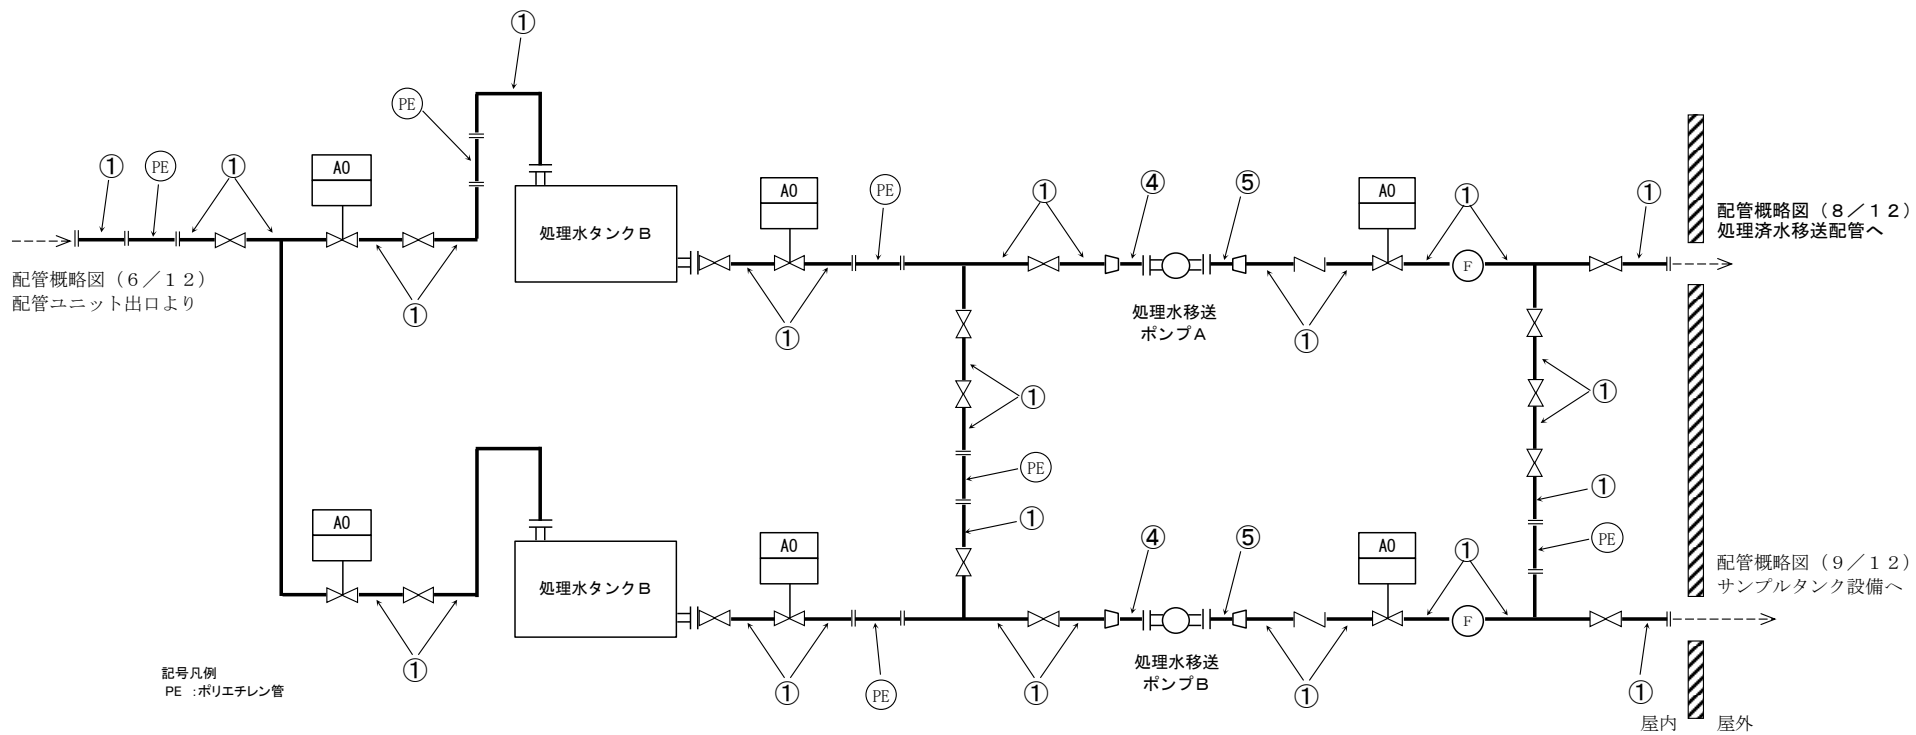 ①
PE
①
PE
①
AO
①
処理水タンクB
AO
PE
①
④
⑤
AO
①
①
配管概略図(8/12)
処理済水移送配管へ
F
配管概略図(6/12)
配管ユニット出口より
①
①
処理水移送
ポンプA
①
①
①
PE
①
①
PE
AO
処理水タンクB
AO
④
⑤
AO
①
配管概略図(9/12)
サンプルタンク設備へ
F
①
①
PE
①
処理水移送
ポンプB
①
①
記号凡例
PE :ポリエチレン管
屋内
屋外